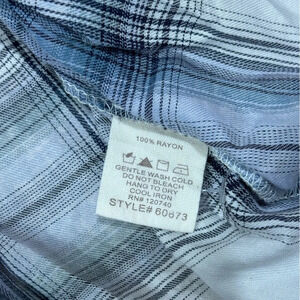 100% RAYON
GENTLE WASH COLD
DO NOT BLEACH
HANG TO DRY
COOL IRON
RN# 120740
STYLE# 60673